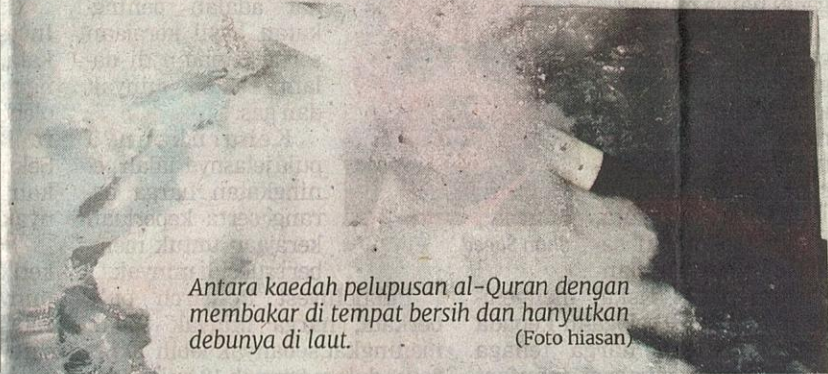 Antara kaedah pelupusan al-Quran dengan
membakar di tempat bersih dan hanyutkan
debunya di laut. (Foto hiasan)